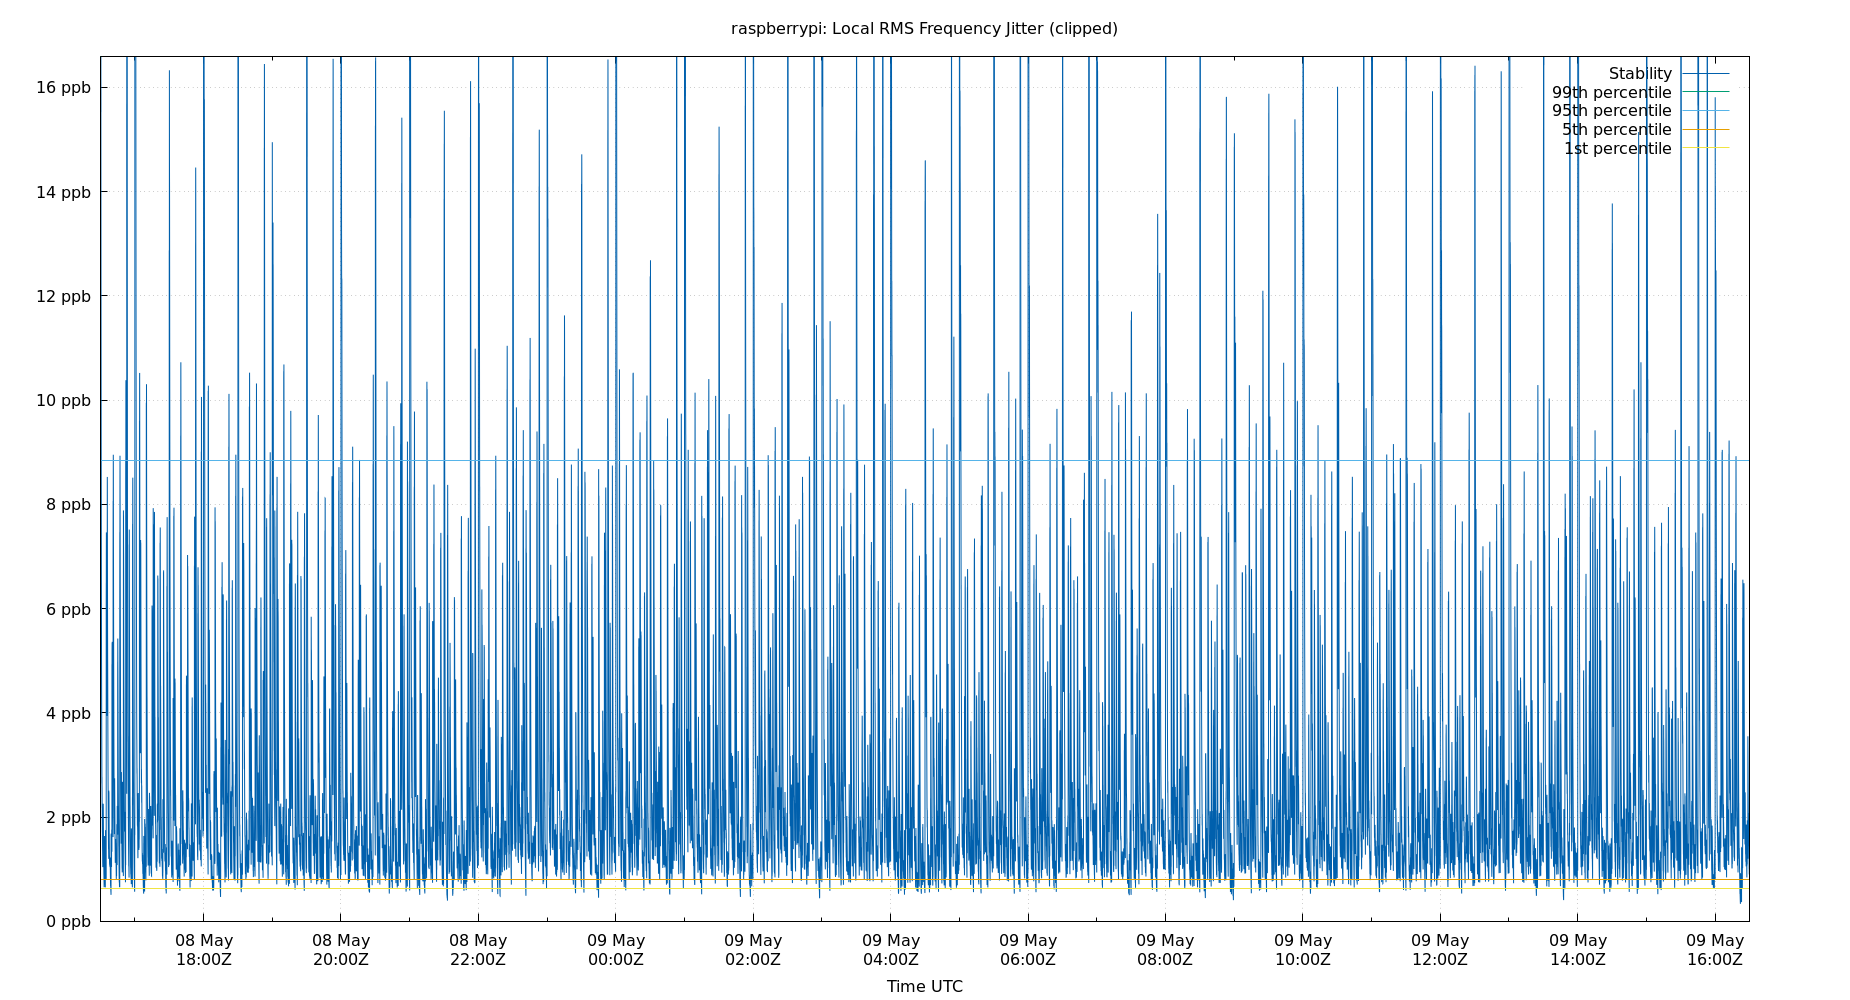 raspberrypi: Local RMS Frequency Jitter (clipped)
16 ppb
14 ppb
12 ppb
10 ppb
8 ppb
6 ppb
4 ppb
2 ppb
0 ppb
Stability
99th percentile
95th percentile
5th percentile
1st percentile
08 May 08 May 08 May 09 May 09 May 09 May 09 May 09 May 09 May 09 May 09 May 09 May
18:00Z 20:00Z 22:00Z 00:00Z 02:00Z 04:00Z 06:00Z 08:00Z 10:00Z 12:00Z 14:00Z 16:00Z
Time UTC